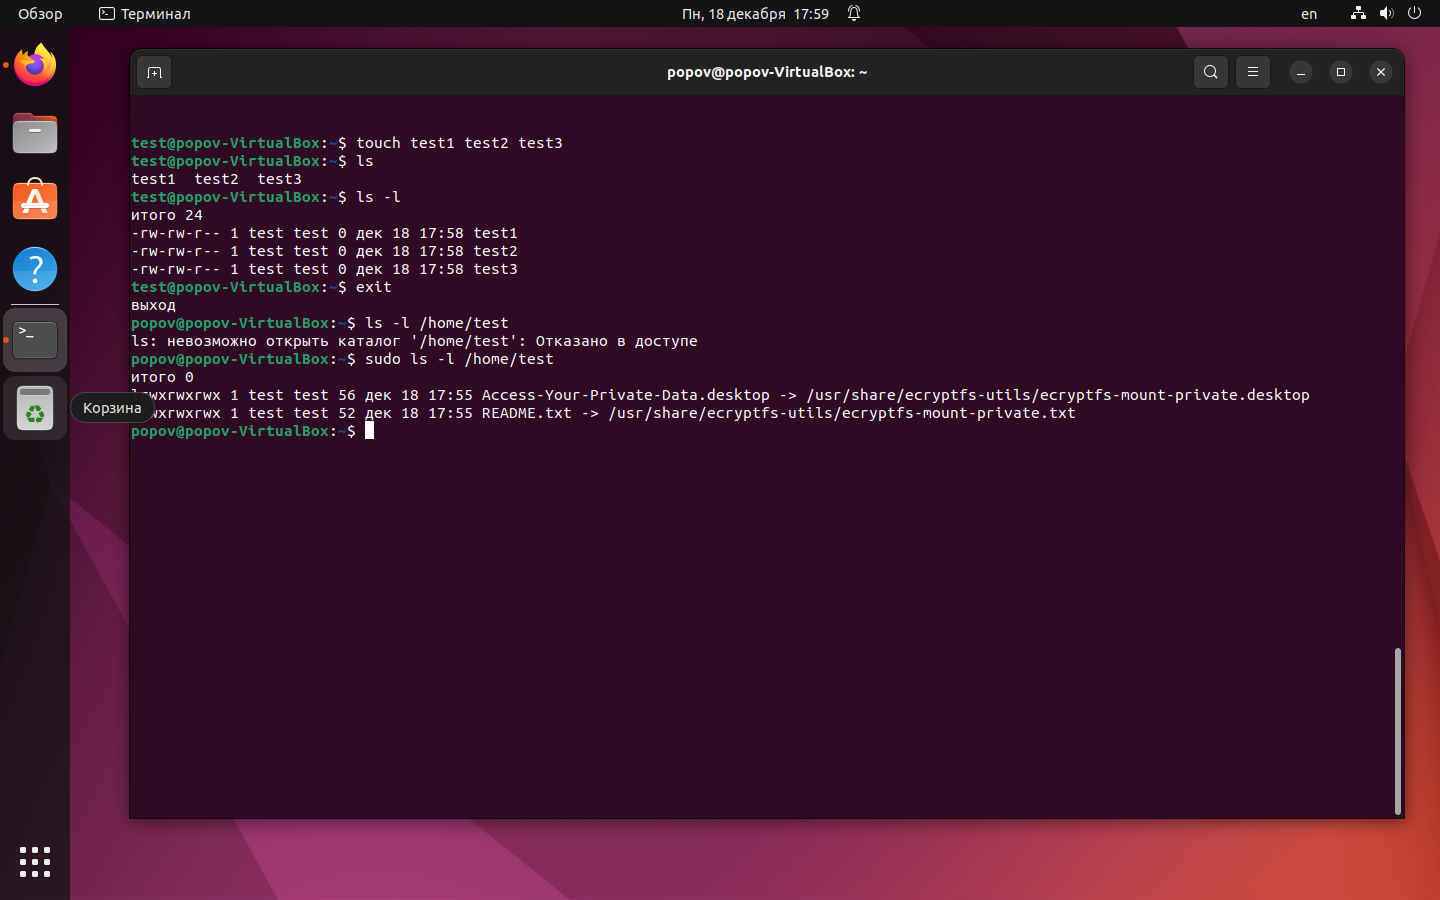 Обзор
Терминал
Пн, 18 декабря 17:59
en
popov@popov-VirtualBox: ~
test@popov-VirtualBox:~$ touch test1 test2 test3
test@popov-VirtualBox:~$ ls
test1 test2 test3
test@popov-VirtualBox:~$ ls -l
итого 24
-rw-rw-r-- 1 test test 0 дек 18 17:58 test1
-rw-rw-r-- 1 test test 0 дек 18 17:58 test2
-rw-rw-r-- 1 test test 0 дек 18 17:58 test3
test@popov-VirtualBox:~$ exit
выход
popov@popov-VirtualBox:~$ ls -l /home/test
ls: невозможно открыть каталог '/home/test': Отказано в доступе
popov@popov-VirtualBox:~$ sudo ls -l /home/test
итого 0
wxrwxrwx 1 test test 56 дек 18 17:55 Access-Your-Private-Data.desktop -> /usr/share/ecryptfs-utils/ecryptfs-mount-private.desktop
Корзина
wxrwxrwx 1 test test 52 дек 18 17:55 README.txt -> /usr/share/ecryptfs-utils/ecryptfs-mount-private.txt
popov@popov-VirtualBox:~$